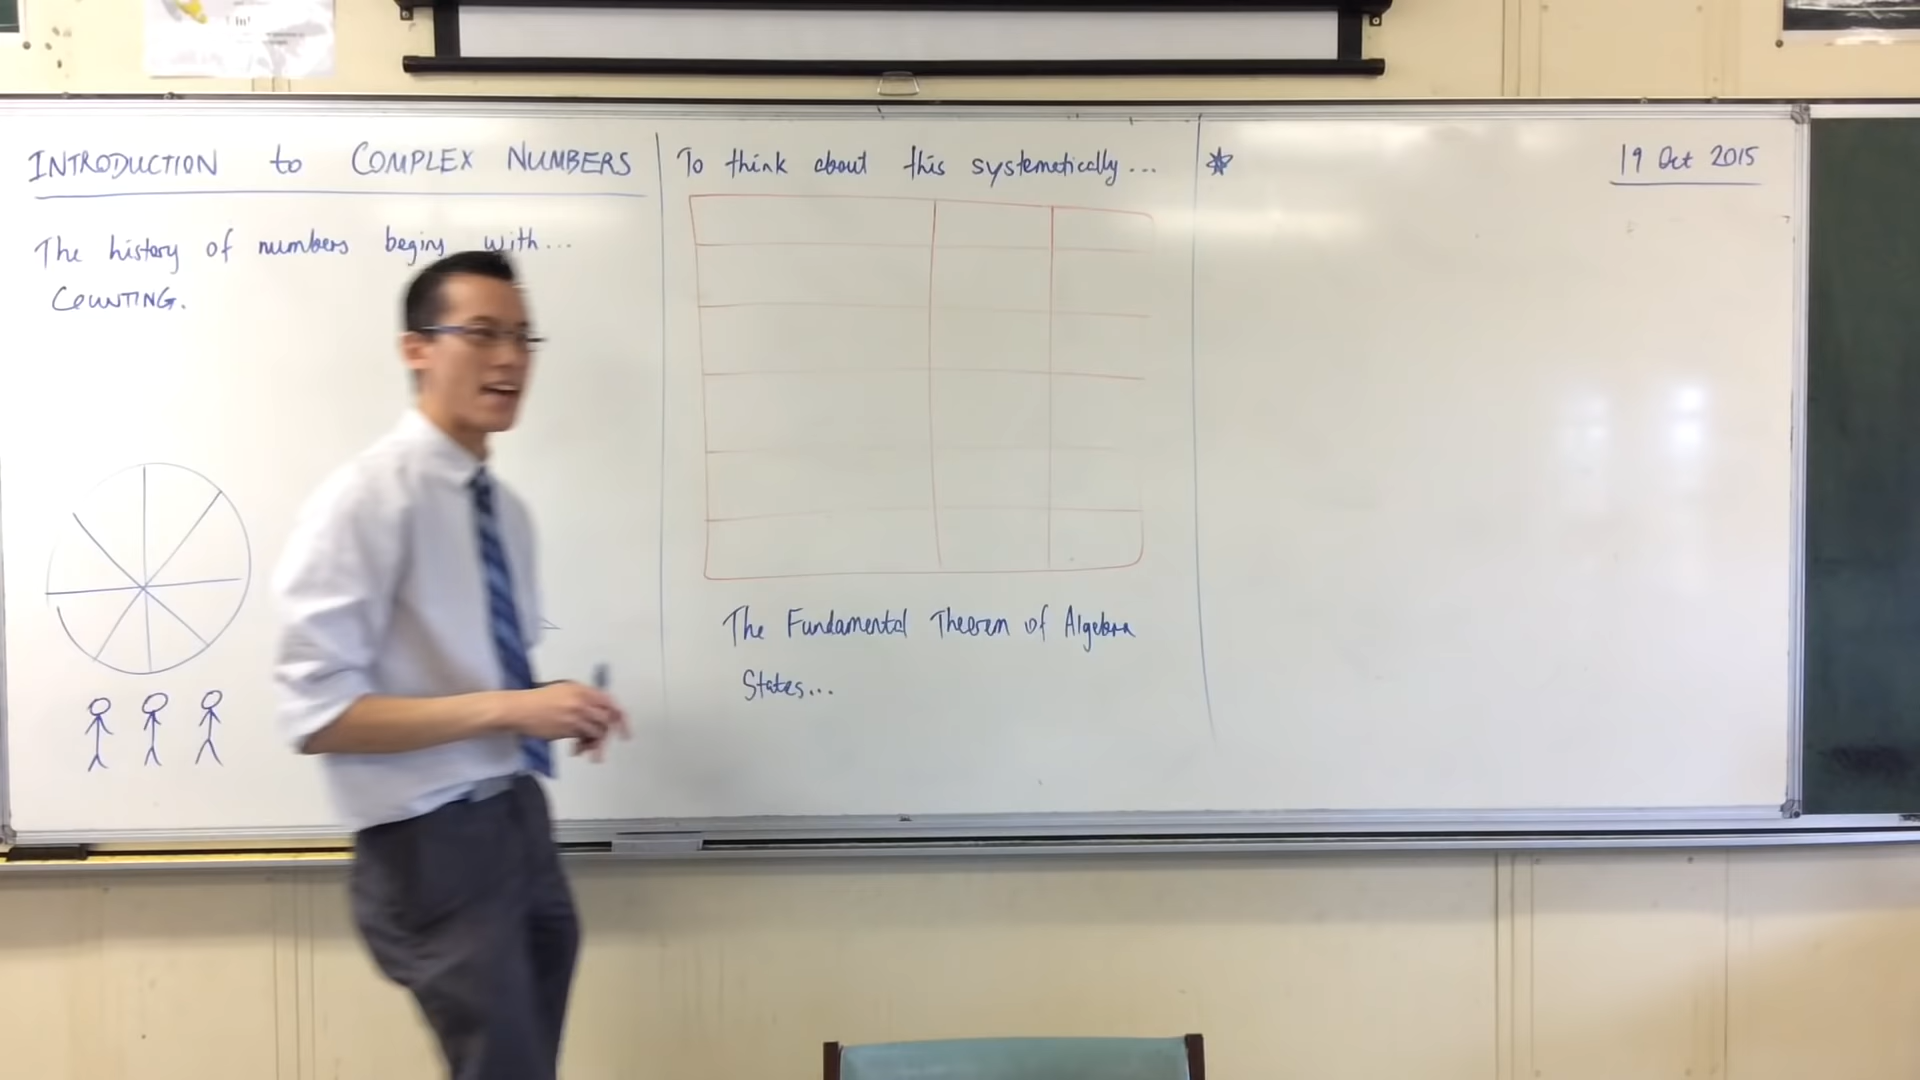 INTRODUCTION to COMPLEX NUMBERS
The history of numbers begins with...
COUNTING.
To think about this systematically...
The Fundamental Theorem of Algebra
States...
19 Oct 2015